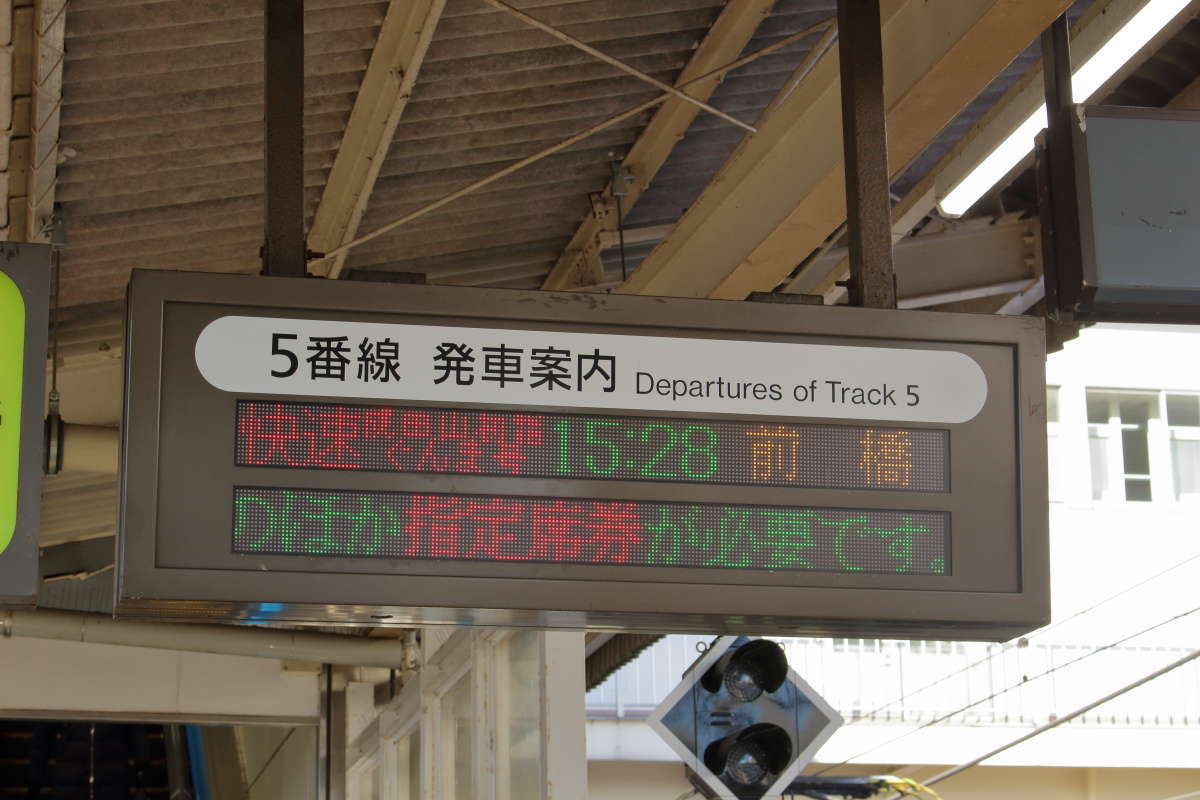 5番線 発車案内 Departures of Track 5
快速 15:28 前 橋
のほか指定席券が必要です。